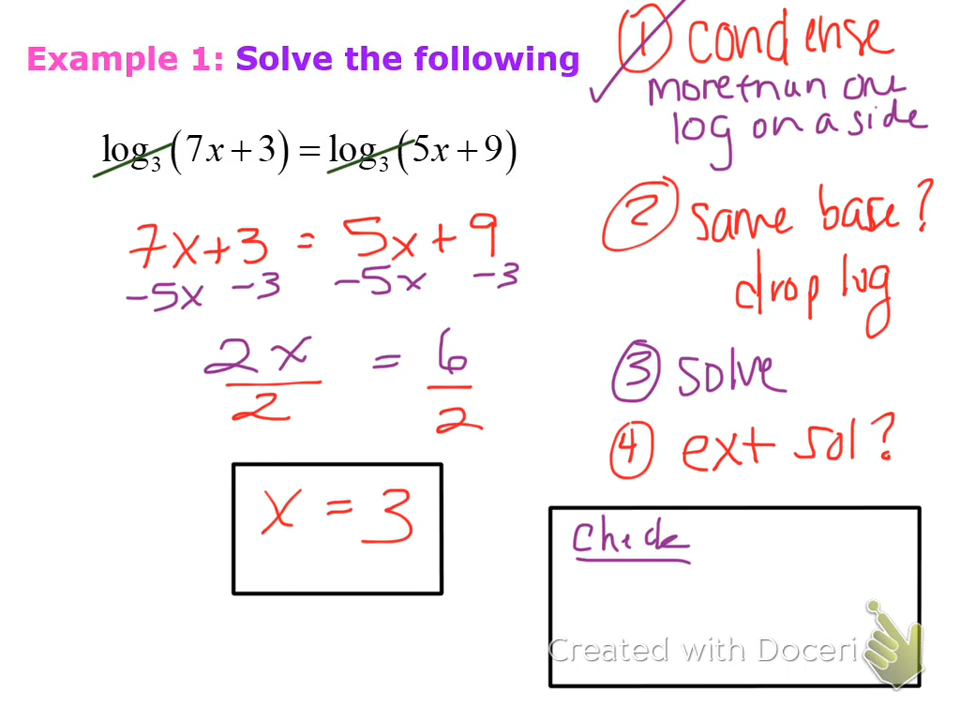 Example 1: Solve the following
log₃(7x + 3) = log₃(5x + 9)
7x+3 = 5x+9
-5x -3 -5x -3
2x = 6
2 2
x = 3
① condense
✓ more than one
log on a side
② same base?
drop log
③ solve
④ ext sol?
Check
Created with Doceri